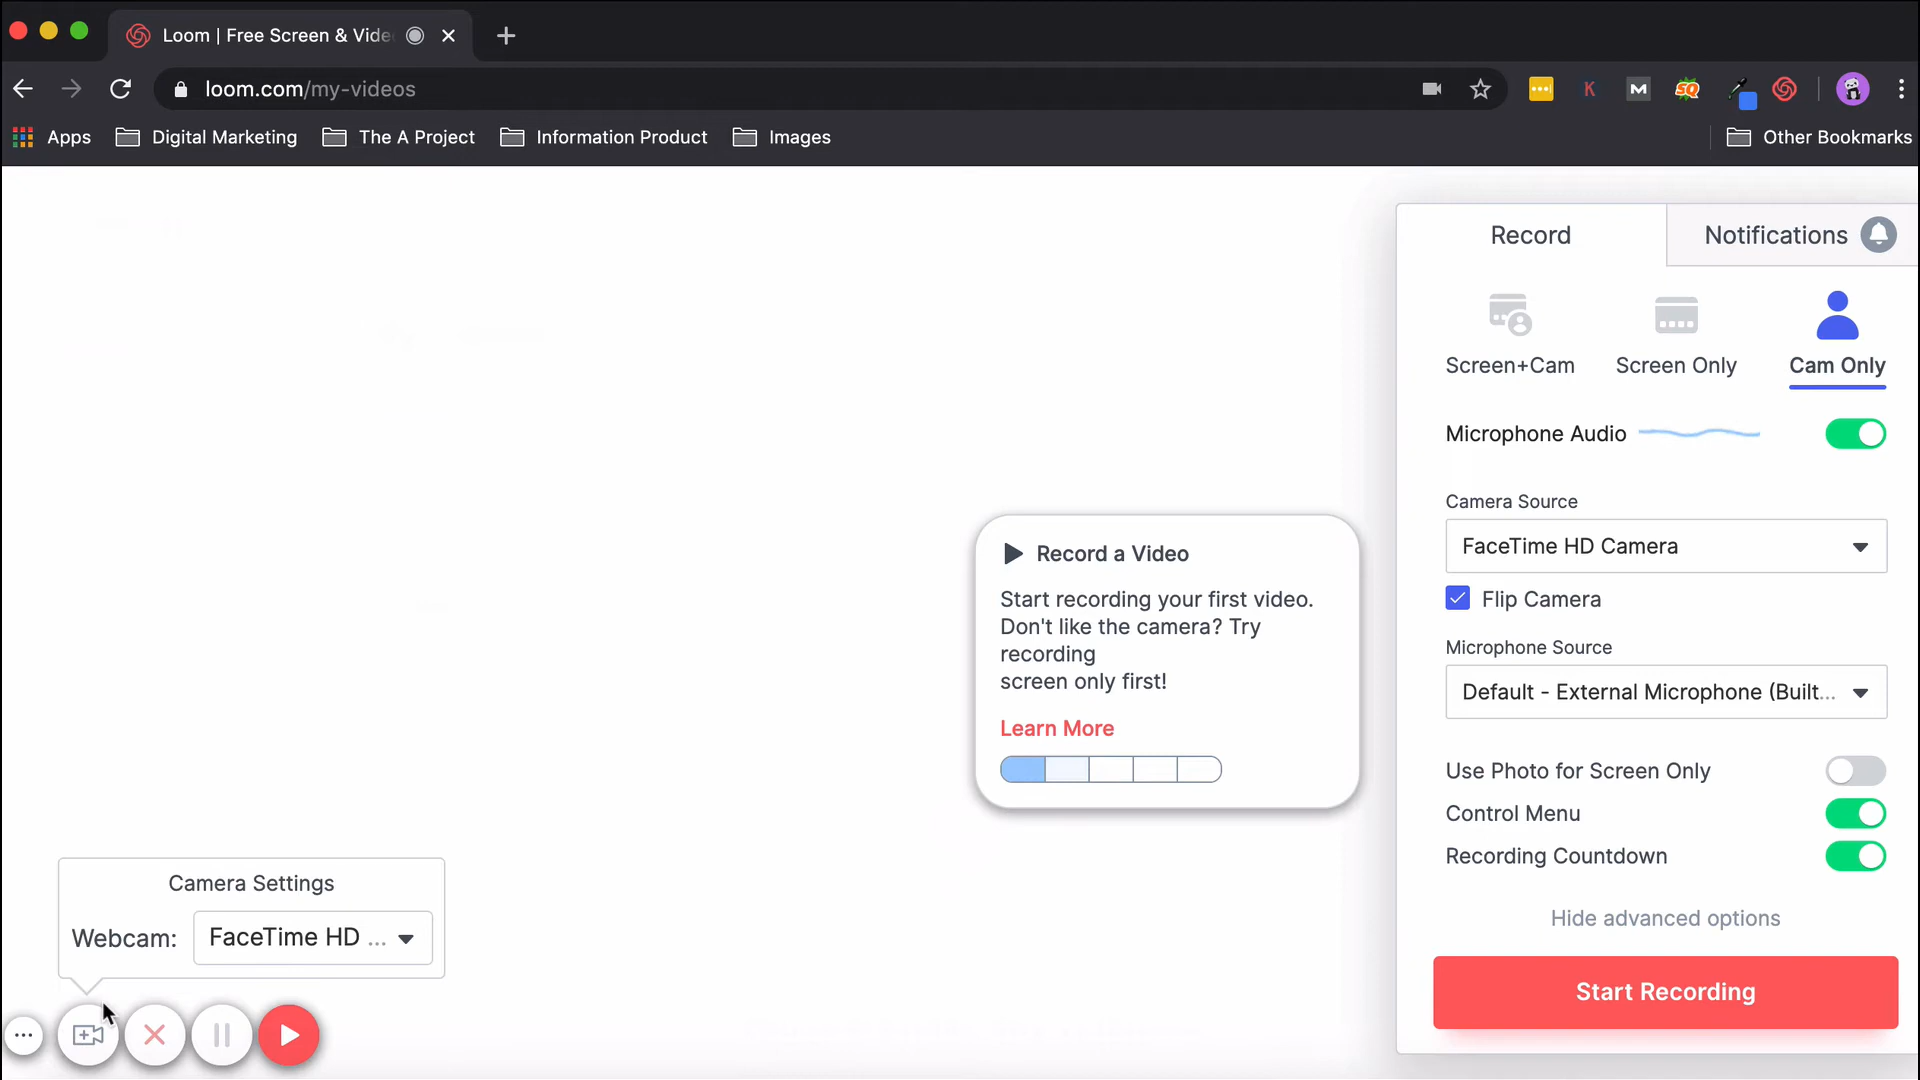 Loom | Free Screen & Vide
loom.com/my-videos
K
M
SQ
Apps
Digital Marketing
The A Project
Information Product
Images
Other Bookmarks
Record
Notifications
Screen+Cam
Screen Only
Cam Only
Microphone Audio
Camera Source
FaceTime HD Camera
Flip Camera
Microphone Source
Default - External Microphone (Built...
Use Photo for Screen Only
Control Menu
Recording Countdown
Hide advanced options
Start Recording
Record a Video
Start recording your first video.
Don't like the camera? Try
recording
screen only first!
Learn More
Camera Settings
Webcam:
FaceTime HD ...